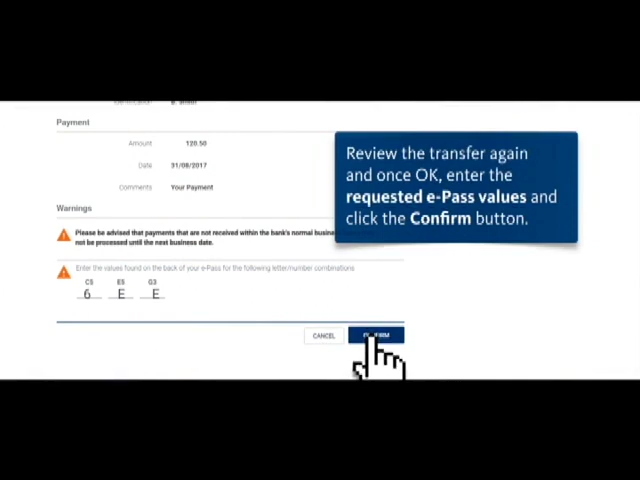 Payment
Amount 120.50
Date 31/08/2017
Comments Your Payment
Review the transfer again
and once OK, enter the
requested e-Pass values and
click the Confirm button.
Warnings
Please be advised that payments that are not received within the bank's normal
not be processed until the next business date.
Enter the values found on the back of your e-Pass for the following letter/number combinations
C5 E5 G3
6 E E
CANCEL